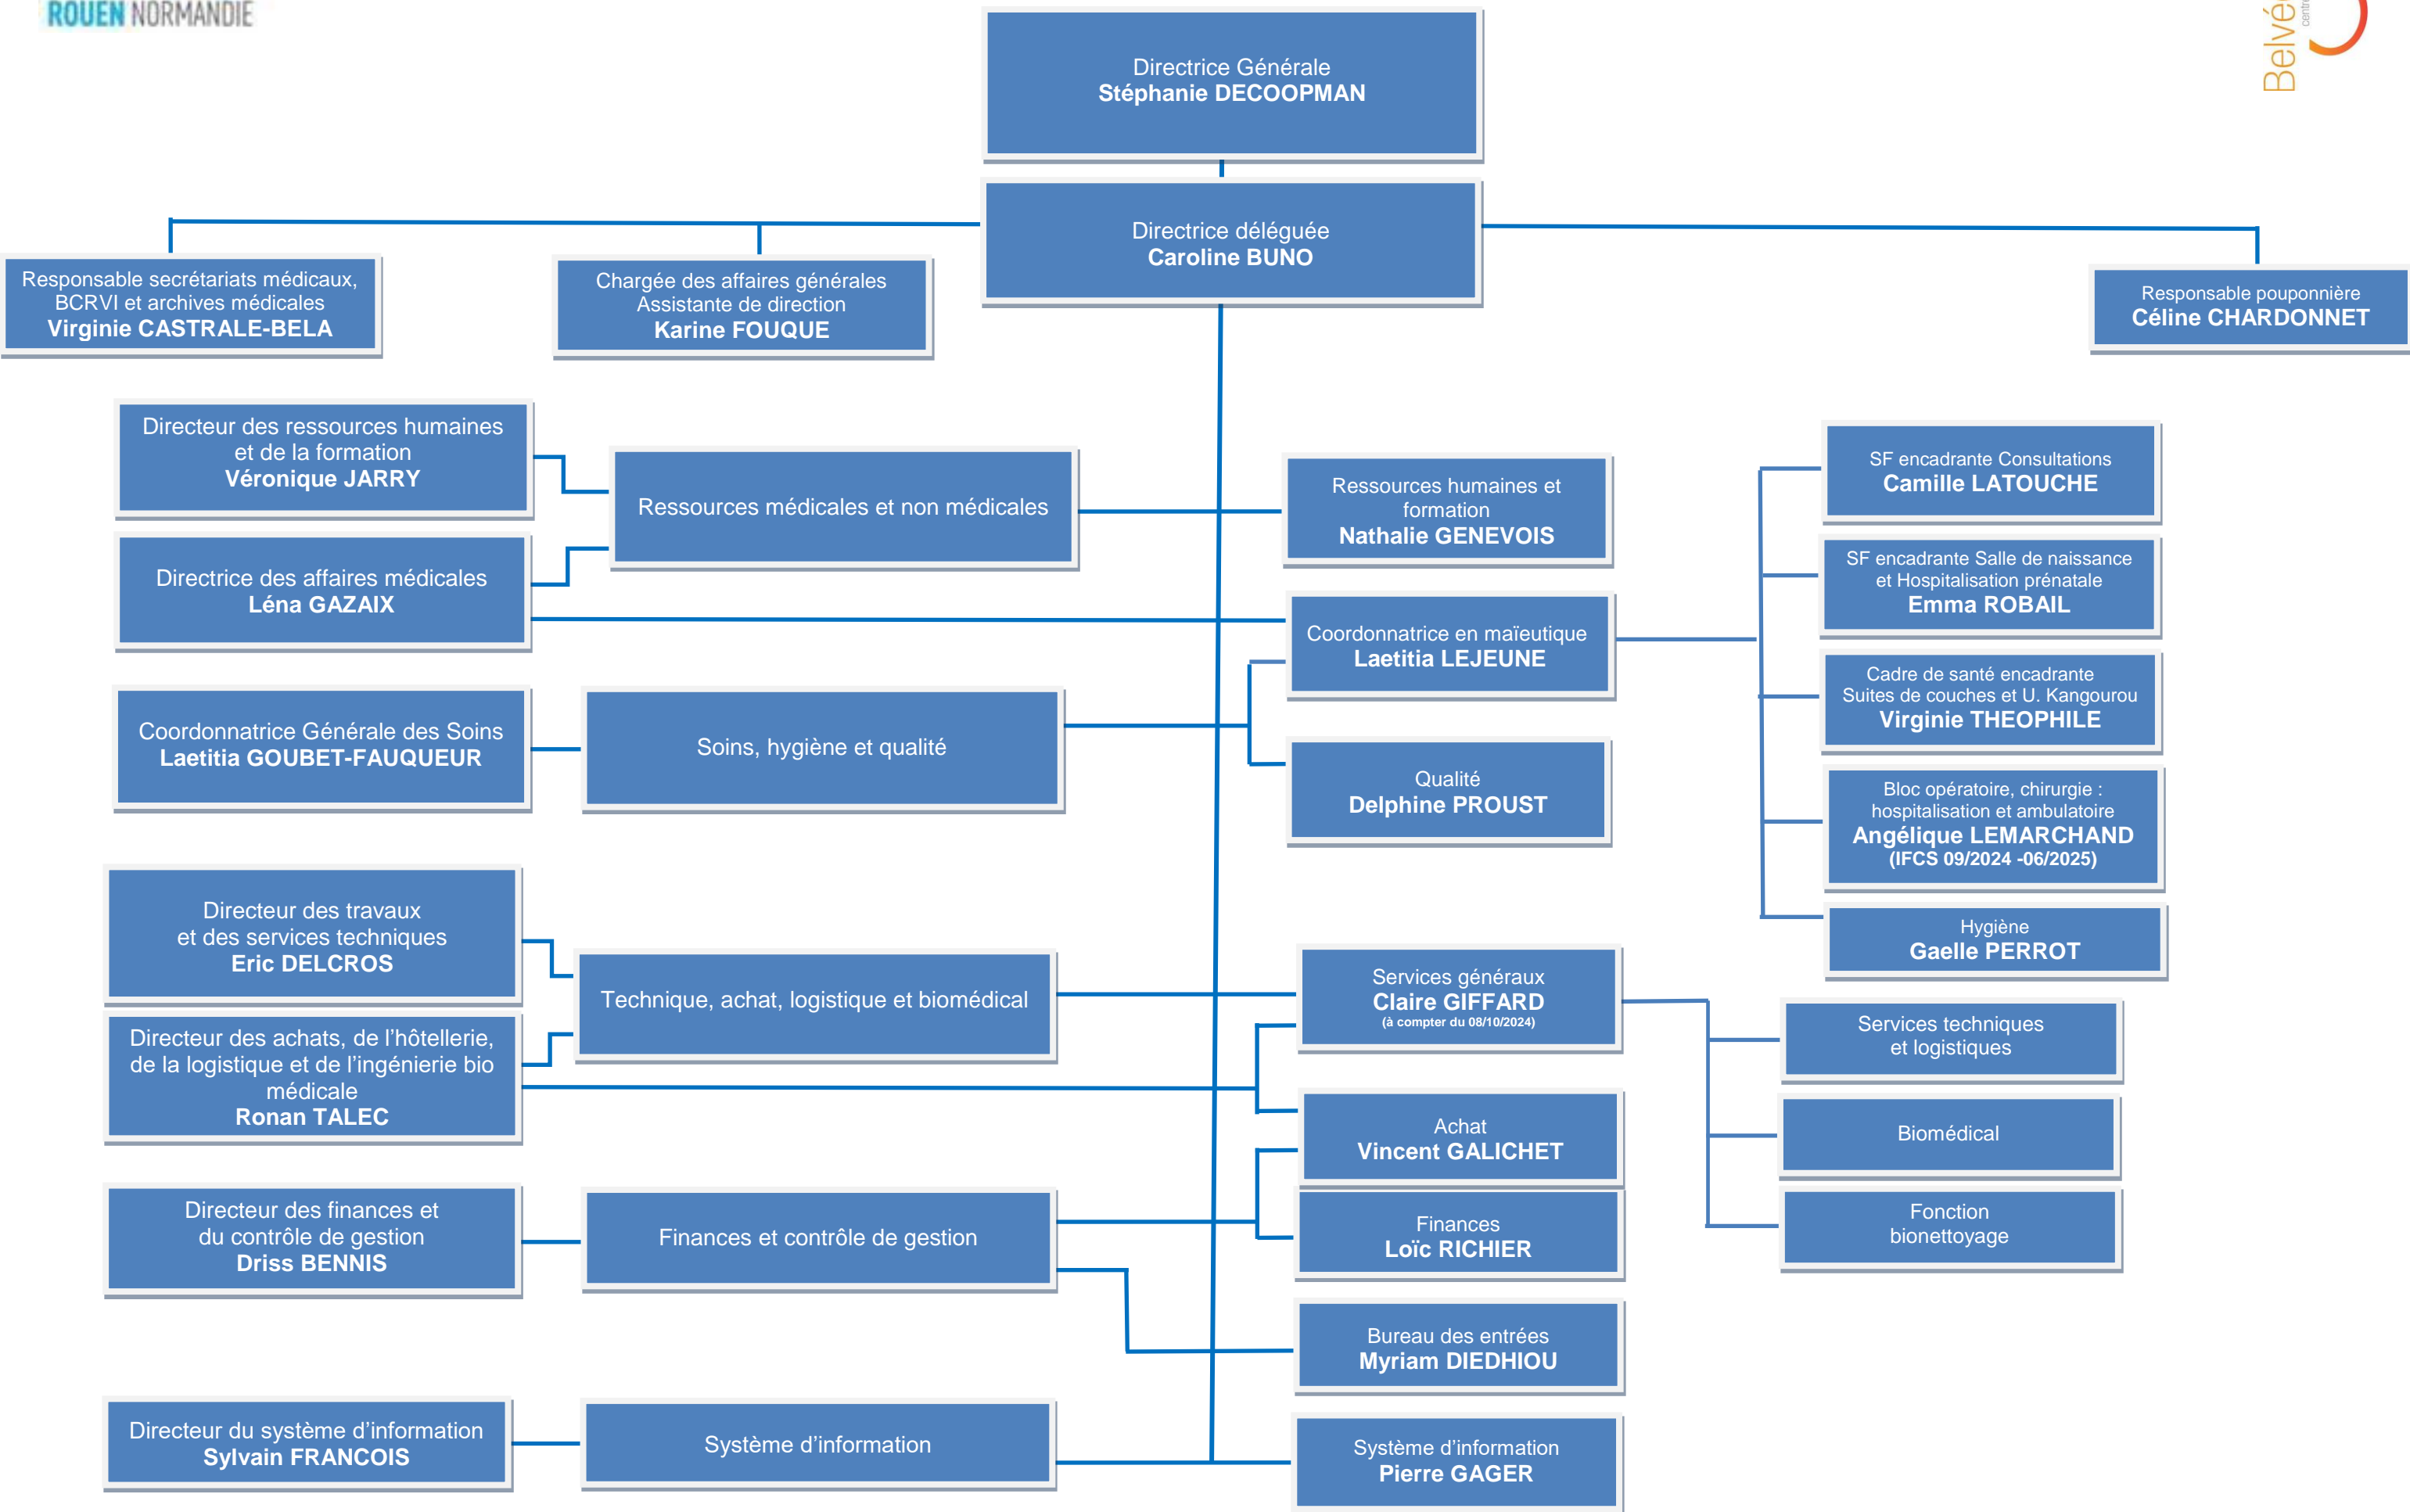 ROUEN NORMANDIE
Belvé
centre
Directrice Générale
Stéphanie DECOOPMAN
Directrice déléguée
Caroline BUNO
Responsable secrétariats médicaux,
BCRVI et archives médicales
Virginie CASTRALE-BELA
Chargée des affaires générales
Assistante de direction
Karine FOUQUE
Responsable pouponnière
Céline CHARDONNET
Directeur des ressources humaines
et de la formation
Véronique JARRY
Ressources médicales et non médicales
Ressources humaines et
formation
Nathalie GENEVOIS
SF encadrante Consultations
Camille LATOUCHE
Directrice des affaires médicales
Léna GAZAIX
Coordonnatrice en maïeutique
Laetitia LEJEUNE
SF encadrante Salle de naissance
et Hospitalisation prénatale
Emma ROBAIL
Cadre de santé encadrante
Suites de couches et U. Kangourou
Virginie THEOPHILE
Coordonnatrice Générale des Soins
Laetitia GOUBET-FAUQUEUR
Soins, hygiène et qualité
Qualité
Delphine PROUST
Bloc opératoire, chirurgie :
hospitalisation et ambulatoire
Angélique LEMARCHAND
(IFCS 09/2024 -06/2025)
Hygiène
Gaelle PERROT
Directeur des travaux
et des services techniques
Eric DELCROS
Technique, achat, logistique et biomédical
Services généraux
Claire GIFFARD
(à compter du 08/10/2024)
Services techniques
et logistiques
Directeur des achats, de l’hôtellerie,
de la logistique et de l’ingénierie bio
médicale
Ronan TALEC
Achat
Vincent GALICHET
Biomédical
Directeur des finances et
du contrôle de gestion
Driss BENNIS
Finances et contrôle de gestion
Finances
Loïc RICHIER
Fonction
bionettoyage
Bureau des entrées
Myriam DIEDHIOU
Directeur du système d’information
Sylvain FRANCOIS
Système d’information
Système d’information
Pierre GAGER